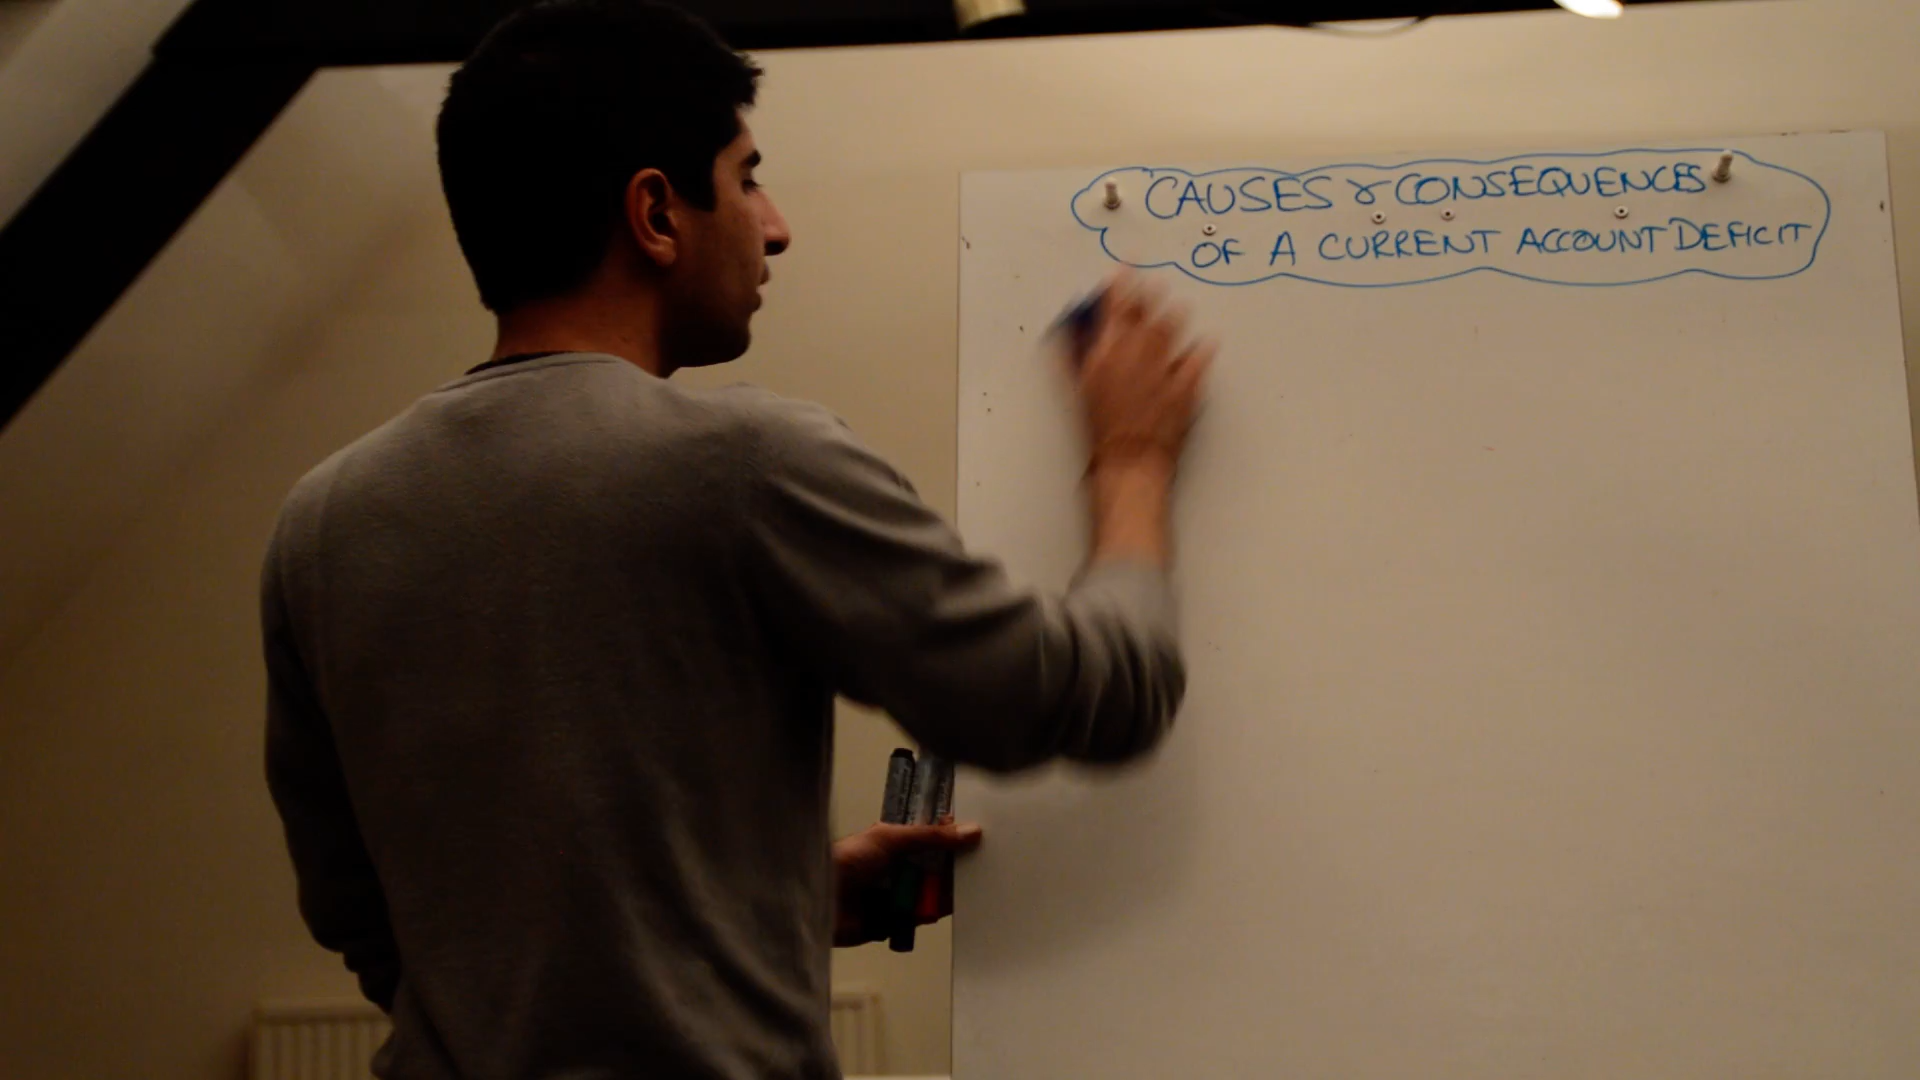 CAUSES & CONSEQUENCES
OF A CURRENT ACCOUNT DEFICIT